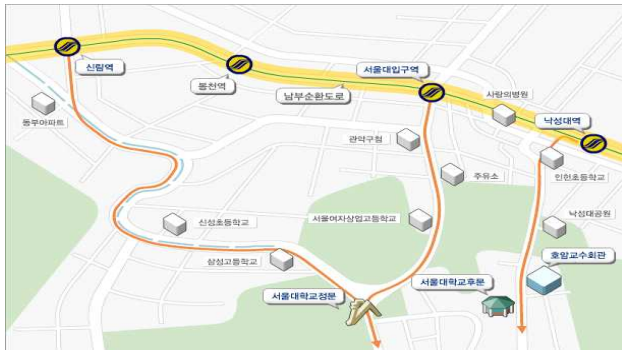 신림역
봉천역
남부순환도로
서울대입구역
사랑의병원
낙성대역
동부아파트
관악구청
주유소
인헌초등학교
신성초등학교
서울여자상업고등학교
낙성대공원
삼성고등학교
호암교수회관
서울대학교정문
서울대학교후문